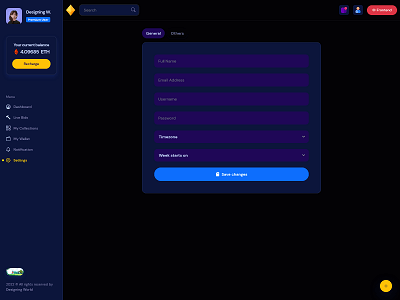 Designing W.
Premium User
Your current balance
4.09685 ETH
Recharge
Menu
Dashboard
Live Bids
My Collections
My Wallet
Notification
Settings
2022 © All rights reserved by
Designing World
Search
Frontend
General
Others
Full Name
Email Address
Username
Password
Timezone
Week starts on
Save changes